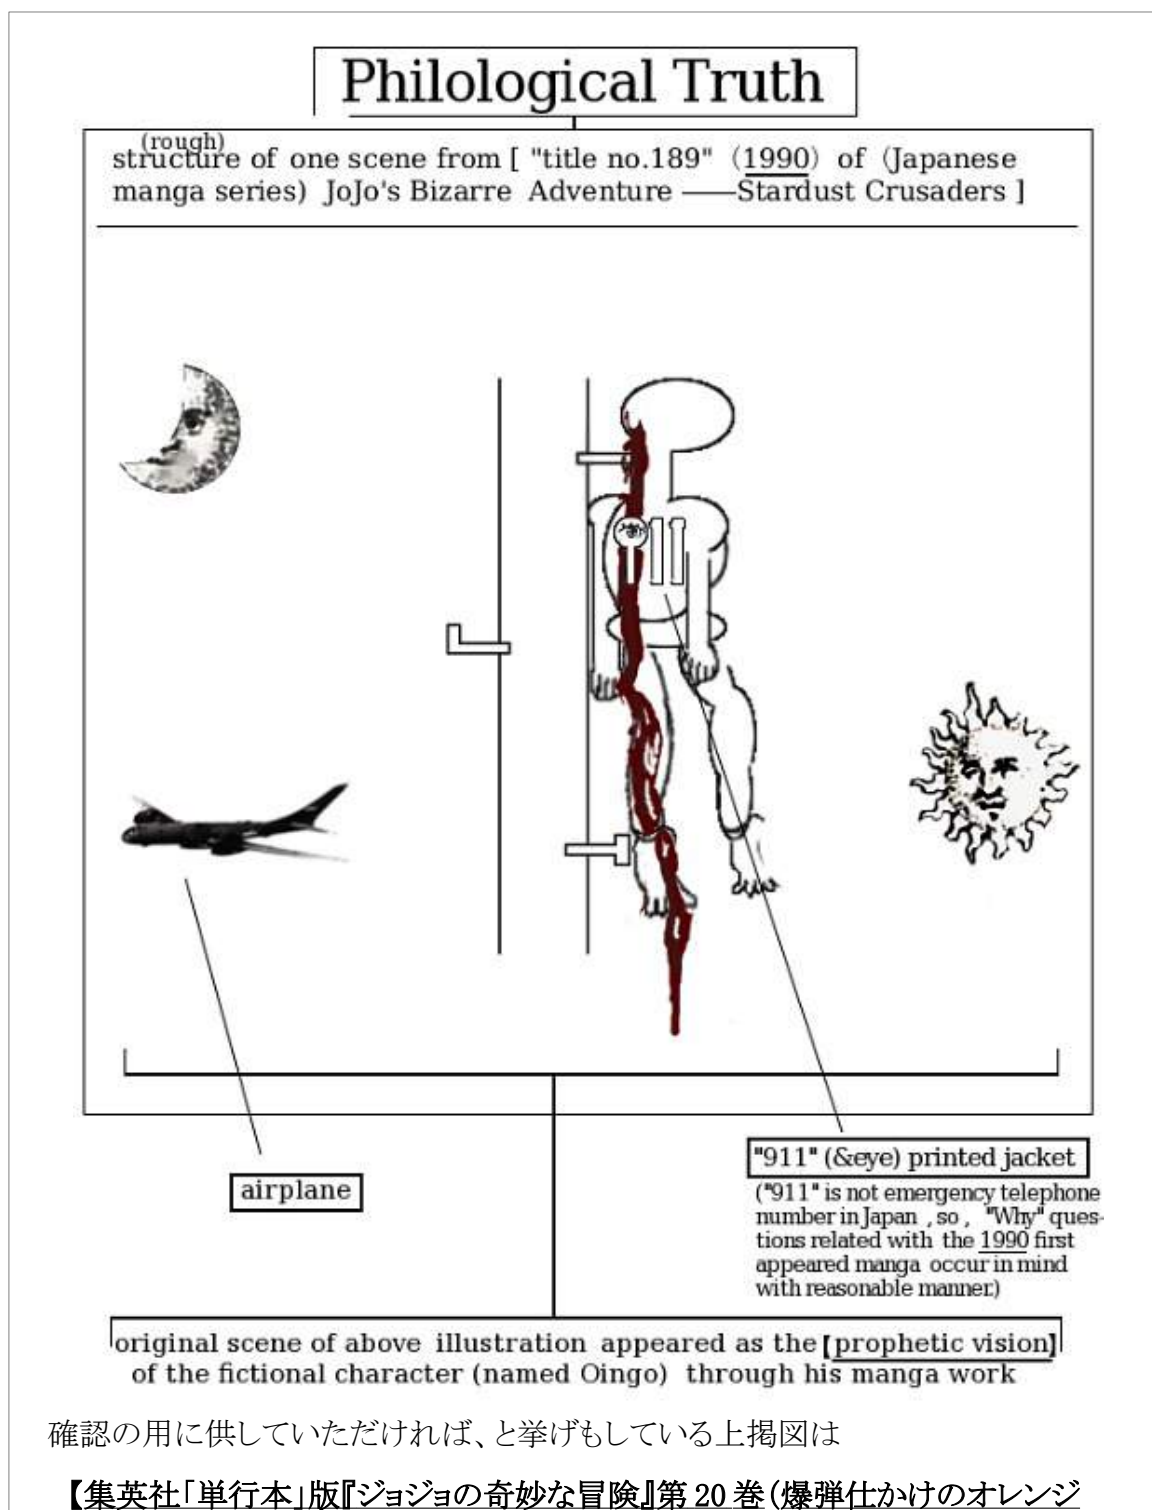 Philological Truth
(rough)
structure of one scene from [ "title no.189" (1990) of (Japanese
manga series) JoJo's Bizarre Adventure ――Stardust Crusaders ]
airplane
"911" (&eye) printed jacket
("911" is not emergency telephone
number in Japan , so , "Why" ques-
tions related with the 1990 first
appeared manga occur in mind
with reasonable manner.)
original scene of above illustration appeared as the【prophetic vision】
of the fictional character (named Oingo) through his manga work
確認の用に供していただければ、と挙げもしている上掲図は
【集英社「単行本」版『ジョジョの奇妙な冒険』第 20 巻（爆弾仕かけのオレンジ